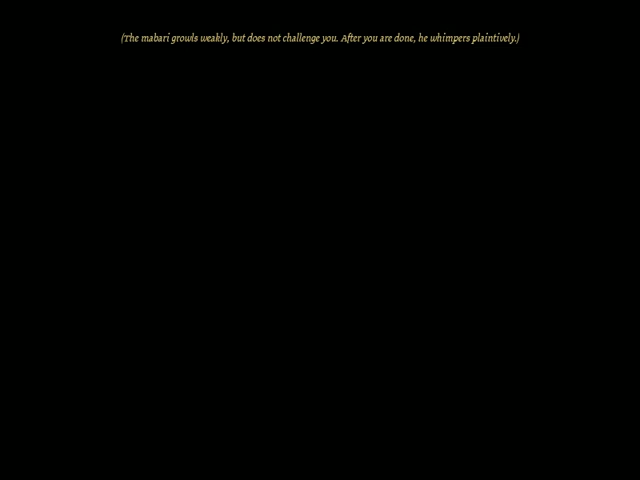 (The mabari growls weakly, but does not challenge you. After you are done, he whimpers plaintively.)